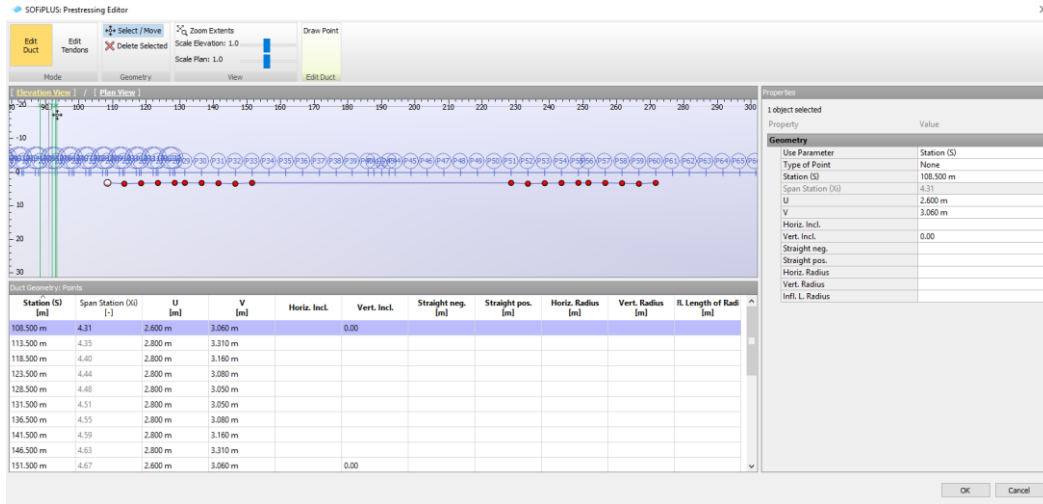 SOFiPLUS: Prestressing Editor
Edit Duct
Edit Tendons
Mode
Select / Move
Delete Selected
Geometry
Zoom Extents
Scale Elevation: 1.0
Scale Plan: 1.0
View
Draw Point
Edit Duct
[ Elevation View ] / [ Plan View ]
100 110 120 130 140 150 160 170 180 190 200 210 220 230 240 250 260 270 280 290 300
-20
-10
0
10
20
30
P30 P31 P32 P33 P34 P35 P36 P37 P38 P39
P45 P46 P47 P48 P49 P50 P51 P52 P53 P54
P57 P58 P59 P60 P61 P62 P63 P64 P65
Properties
1 object selected
Property Value
Geometry
Use Parameter Station (S)
Type of Point None
Station (S) 108.500 m
Span Station (Xi) 4.31
U 2.600 m
V 3.060 m
Horiz. Incl.
Vert. Incl. 0.00
Straight neg.
Straight pos.
Horiz. Radius
Vert. Radius
Infl. L. Radius
Duct Geometry: Points
Station (S) [m] Span Station (Xi) [-] U [m] V [m] Horiz. Incl. Vert. Incl. Straight neg. [m] Straight pos. [m] Horiz. Radius [m] Vert. Radius [m] fl. Length of Radi [m]
108.500 m 4.31 2.600 m 3.060 m 0.00
113.500 m 4.35 2.800 m 3.310 m
118.500 m 4.40 2.800 m 3.160 m
123.500 m 4.44 2.800 m 3.080 m
128.500 m 4.48 2.800 m 3.050 m
131.500 m 4.51 2.800 m 3.050 m
136.500 m 4.55 2.800 m 3.080 m
141.500 m 4.59 2.800 m 3.160 m
146.500 m 4.63 2.800 m 3.310 m
151.500 m 4.67 2.600 m 3.060 m 0.00
OK Cancel